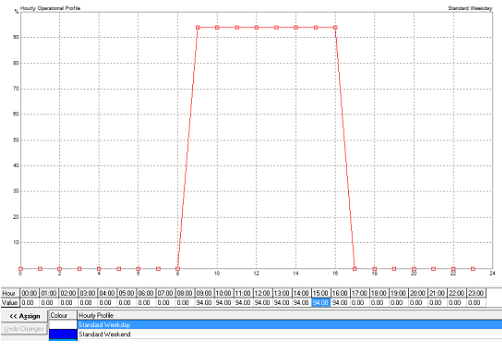 % Hourly Operational Profile Standard Weekday
90
80
70
60
50
40
30
20
10
0 2 4 6 8 10 12 14 16 18 20 22 24
Hour 00:00 01:00 02:00 03:00 04:00 05:00 06:00 07:00 08:00 09:00 10:00 11:00 12:00 13:00 14:00 15:00 16:00 17:00 18:00 19:00 20:00 21:00 22:00 23:00
Value 0.00 0.00 0.00 0.00 0.00 0.00 0.00 0.00 0.00 94.00 94.00 94.00 94.00 94.00 94.00 94.00 94.00 0.00 0.00 0.00 0.00 0.00 0.00 0.00
<< Assign Colour Hourly Profile
Undo Changes Standard Weekday
Standard Weekend